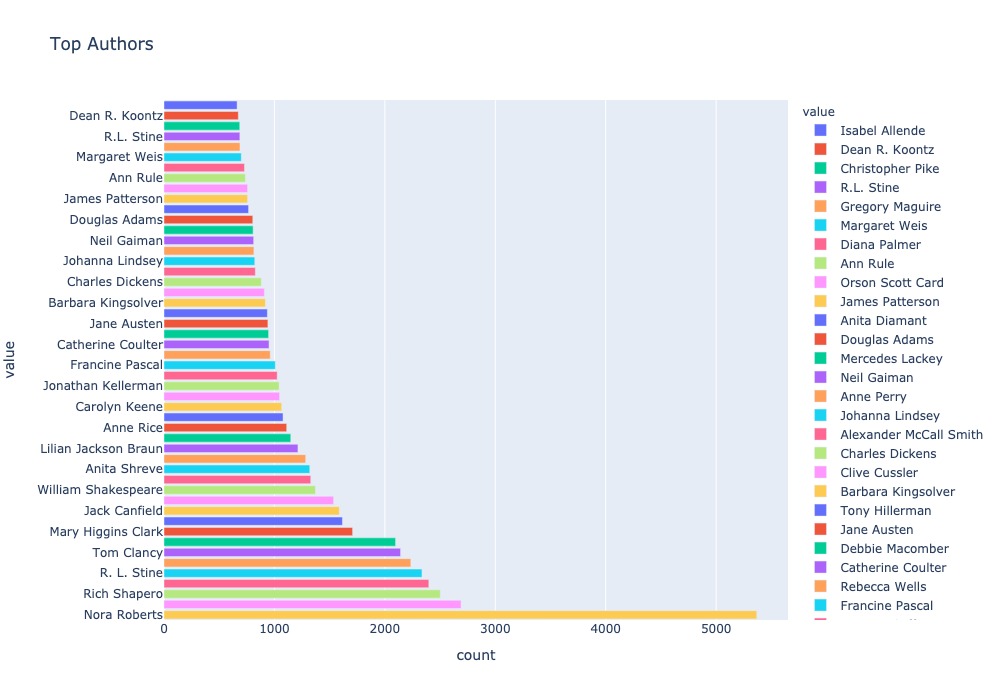 Top Authors
Dean R. Koontz
R.L. Stine
Margaret Weis
Ann Rule
James Patterson
Douglas Adams
Neil Gaiman
Johanna Lindsey
Charles Dickens
Barbara Kingsolver
Jane Austen
Catherine Coulter
Francine Pascal
Jonathan Kellerman
Carolyn Keene
Anne Rice
Lilian Jackson Braun
Anita Shreve
William Shakespeare
Jack Canfield
Mary Higgins Clark
Tom Clancy
R. L. Stine
Rich Shapero
Nora Roberts
value
0 1000 2000 3000 4000 5000
count
value
Isabel Allende
Dean R. Koontz
Christopher Pike
R.L. Stine
Gregory Maguire
Margaret Weis
Diana Palmer
Ann Rule
Orson Scott Card
James Patterson
Anita Diamant
Douglas Adams
Mercedes Lackey
Neil Gaiman
Anne Perry
Johanna Lindsey
Alexander McCall Smith
Charles Dickens
Clive Cussler
Barbara Kingsolver
Tony Hillerman
Jane Austen
Debbie Macomber
Catherine Coulter
Rebecca Wells
Francine Pascal